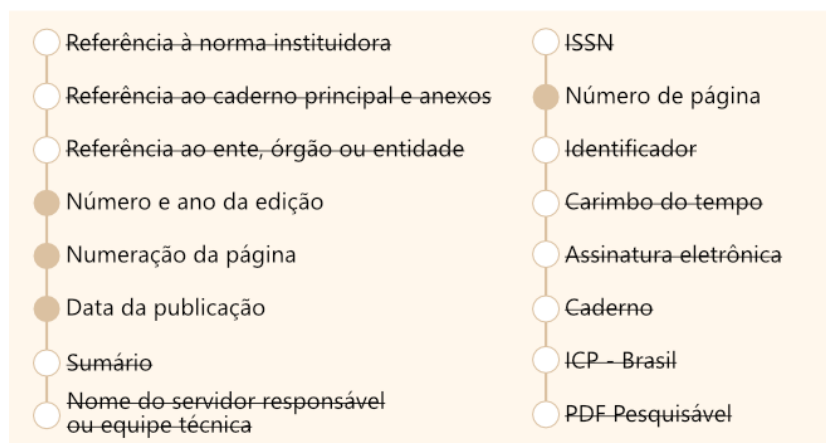 Referência à norma instituidora
Referência ao caderno principal e anexos
Referência ao ente, órgão ou entidade
Número e ano da edição
Numeração da página
Data da publicação
Sumário
Nome do servidor responsável
ou equipe técnica
ISSN
Número de página
Identificador
Carimbo do tempo
Assinatura eletrônica
Caderno
ICP - Brasil
PDF Pesquisável